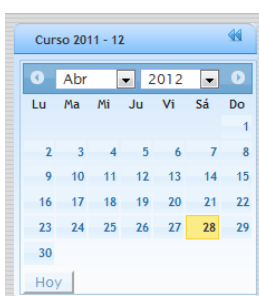 Curso 2011 - 12
Abr 2012
Lu Ma Mi Ju Vi Sá Do
1
2 3 4 5 6 7 8
9 10 11 12 13 14 15
16 17 18 19 20 21 22
23 24 25 26 27 28 29
30
Hoy